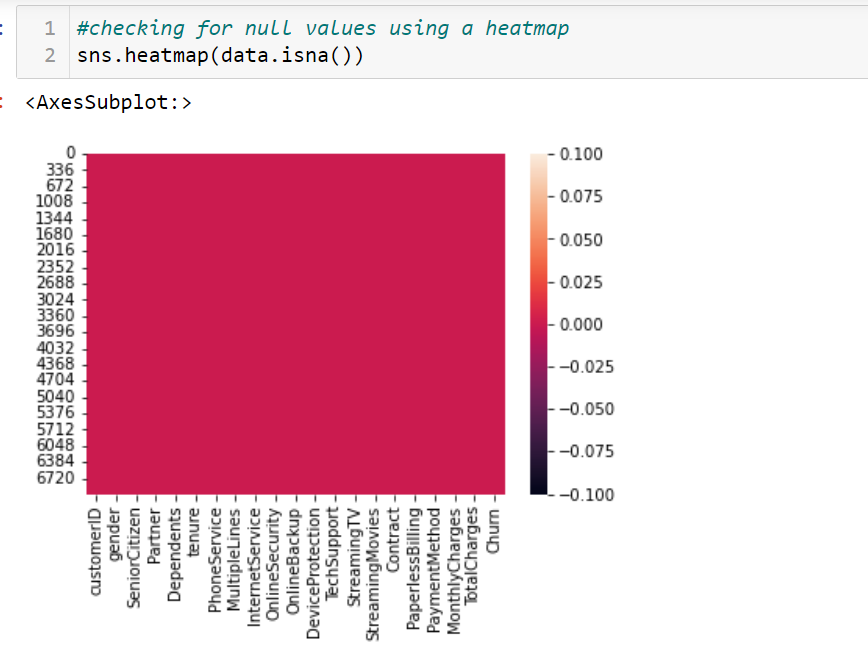 1 #checking for null values using a heatmap
2 sns.heatmap(data.isna())
<AxesSubplot:>
0
336
672
1008
1344
1680
2016
2352
2688
3024
3360
3696
4032
4368
4704
5040
5376
5712
6048
6384
6720
customerID
gender
SeniorCitizen
Partner
Dependents
tenure
PhoneService
MultipleLines
InternetService
OnlineSecurity
OnlineBackup
DeviceProtection
TechSupport
StreamingTV
StreamingMovies
Contract
PaperlessBilling
PaymentMethod
MonthlyCharges
TotalCharges
Churn
0.100
0.075
0.050
0.025
0.000
−0.025
−0.050
−0.075
−0.100